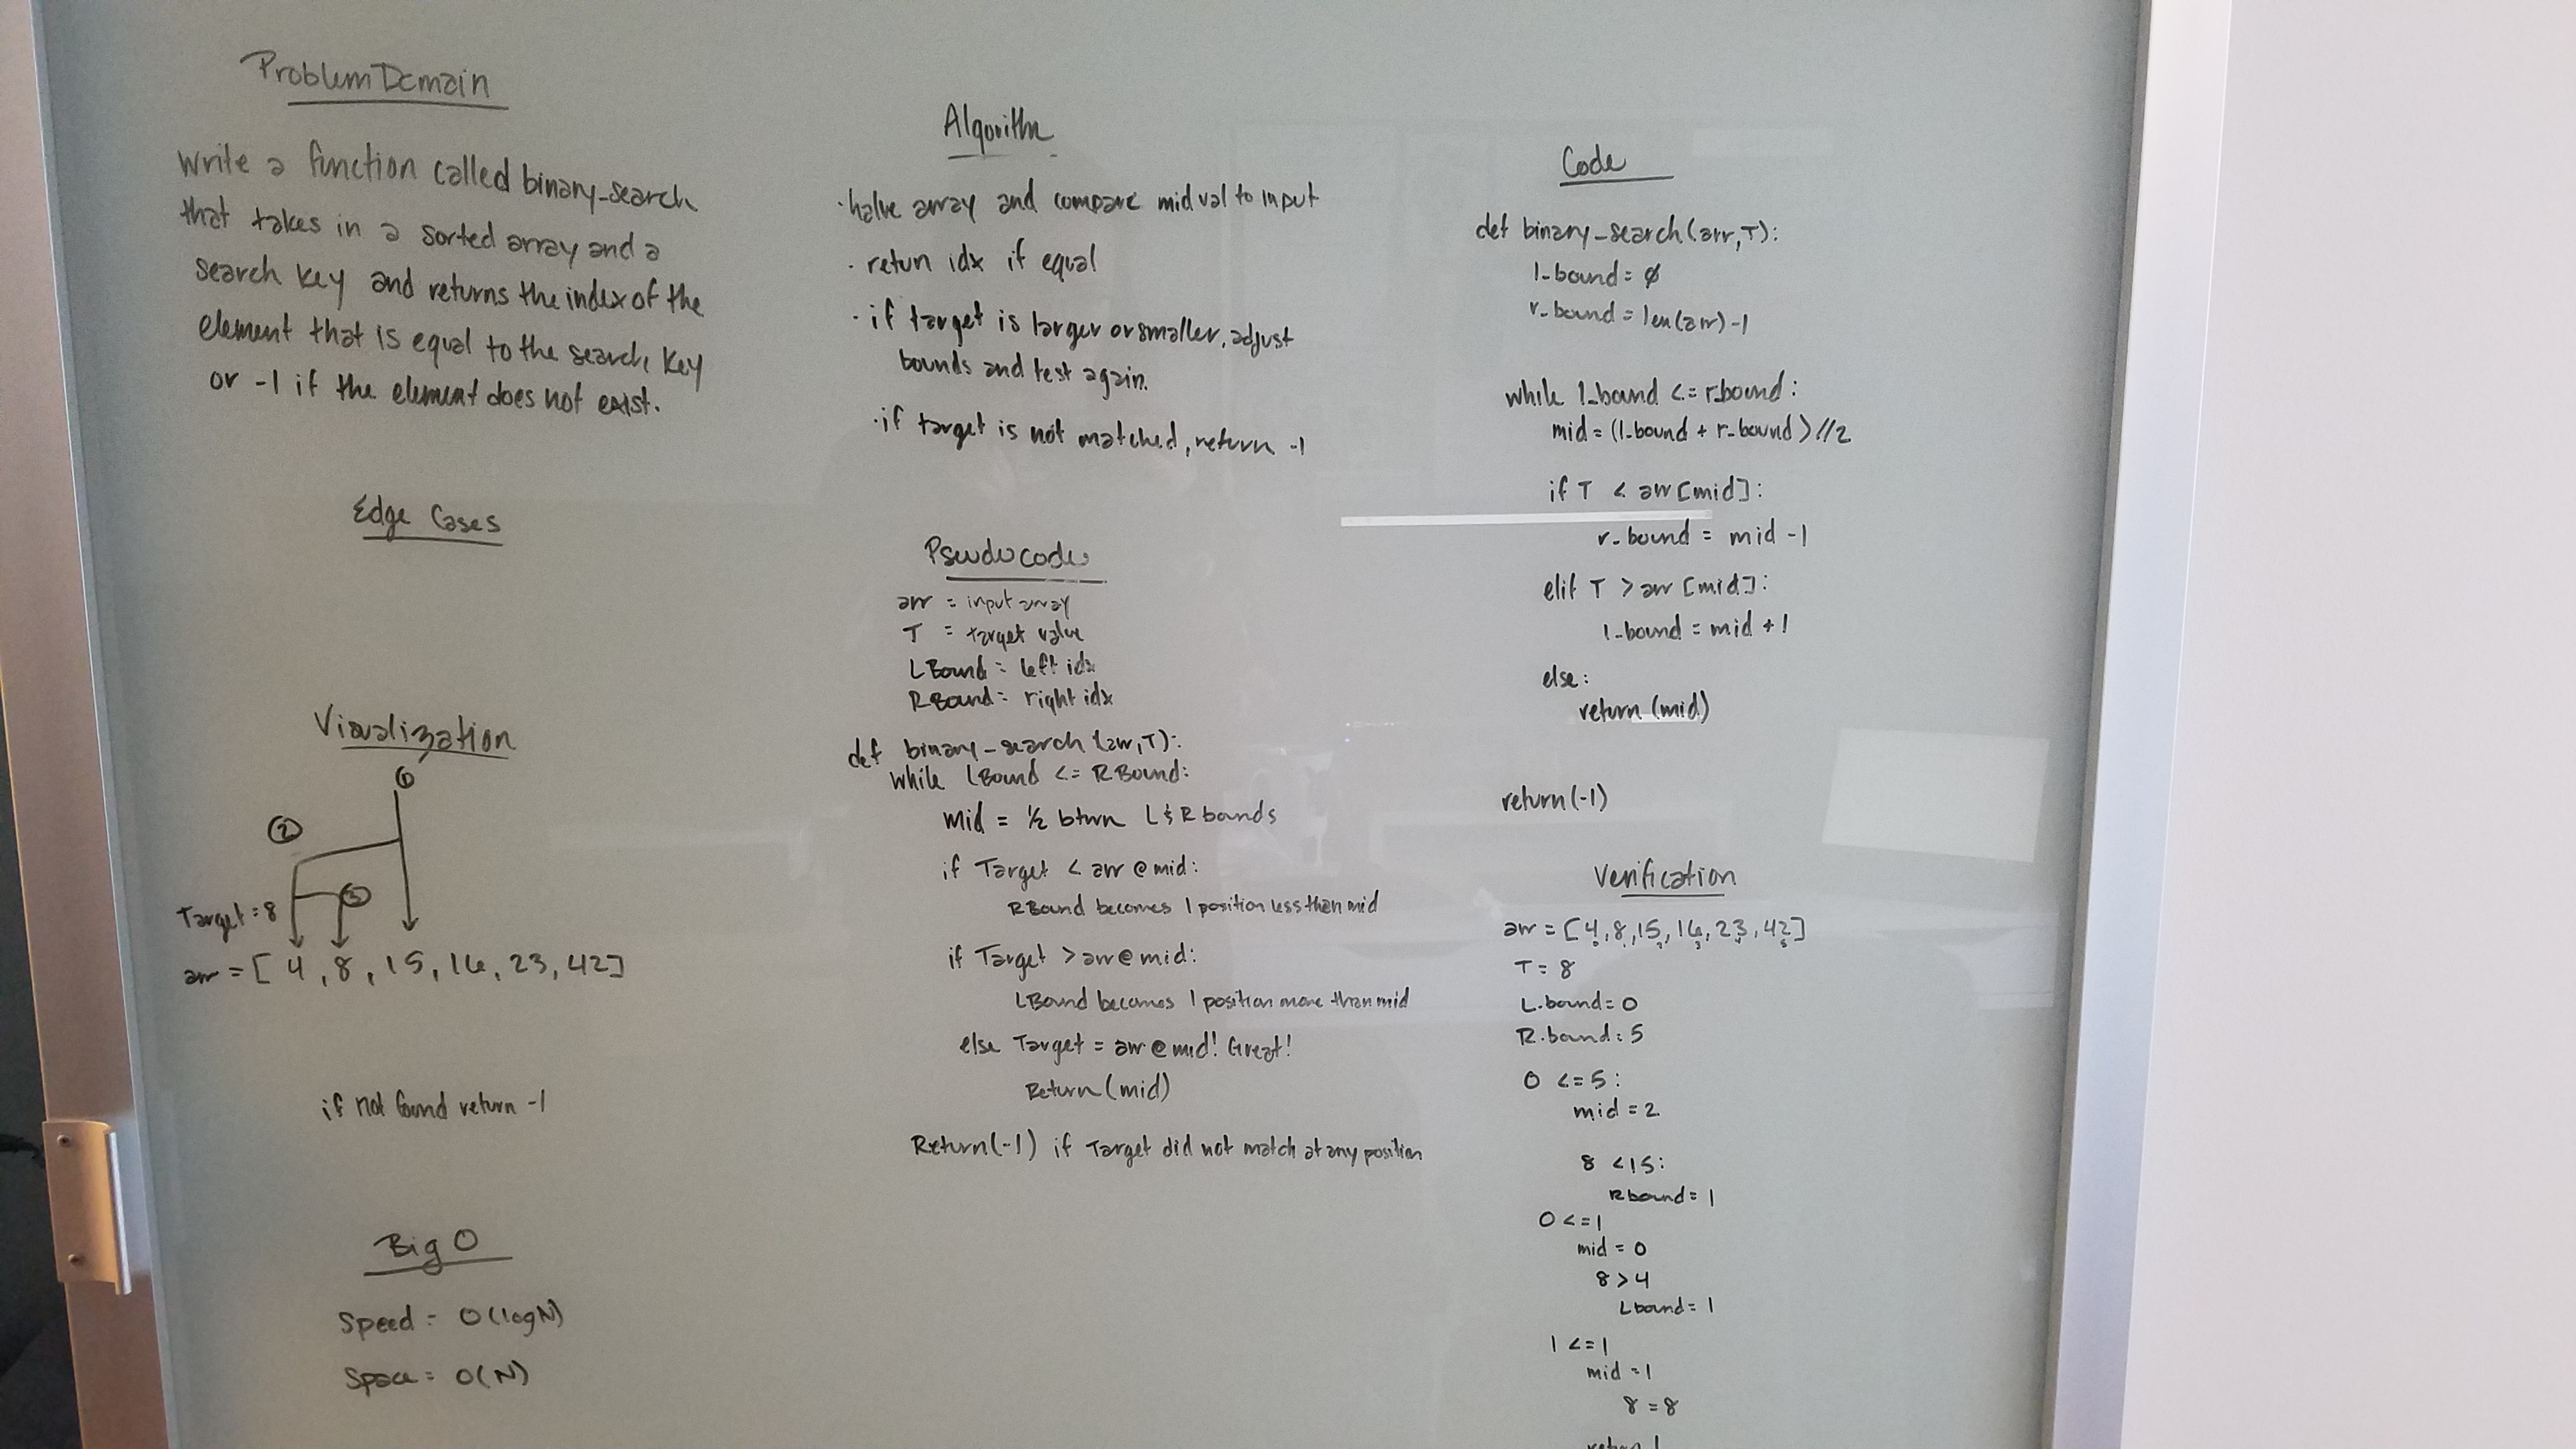 Problem Domain
Write a function called binary_search
that takes in a sorted array and a
search key and returns the index of the
element that is equal to the search key
or -1 if the element does not exist.
Edge Cases
Visualization
1
2
3
Target = 8
arr = [ 4, 8, 15, 16, 23, 42]
if not found return -1
Big O
Speed = O(logN)
Space = O(N)
Algorithm
· halve array and compare mid val to input
· retun idx if equal
· if target is larger or smaller, adjust
bounds and test again.
· if target is not matched, return -1
Pseudocode
arr = input array
T = target value
LBound = left idx
RBound = right idx
def binary-search (arr,T):
while LBound <= RBound:
mid = 1/2 btwn L & R bounds
if Target < arr @ mid:
RBound becomes 1 position less than mid
if Target > arr @ mid:
LBound becomes 1 position more than mid
else Target = arr @ mid! Great!
Return (mid)
Return(-1) if Target did not match at any position
Code
def binary_search(arr,T):
l_bound = 0
r_bound = len(arr)-1
while l_bound <= r_bound:
mid = (l_bound + r_bound)//2
if T < arr [mid]:
r_bound = mid -1
elif T > arr [mid]:
l_bound = mid +1
else:
return (mid)
return(-1)
Verification
arr = [4,8,15,16,23,42]
0 1 2 3 4 5
T = 8
L.bound = 0
R.bound = 5
0 <= 5:
mid = 2
8 < 15:
Rbound = 1
0 <= 1
mid = 0
8 > 4
Lbound = 1
1 <= 1
mid = 1
8 = 8
return 1